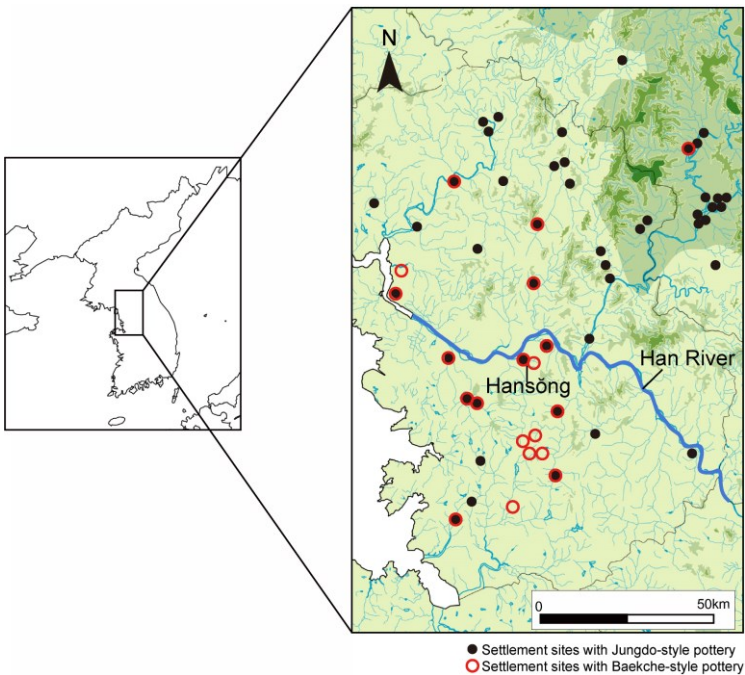 N
Han River
Hansŏng
0 50km
Settlement sites with Jungdo-style pottery
Settlement sites with Baekche-style pottery